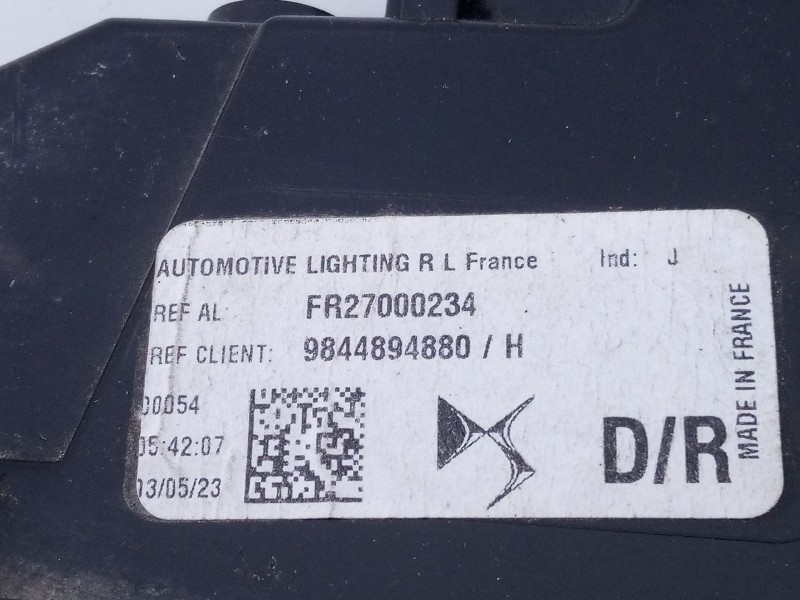 AUTOMOTIVE LIGHTING R L France Ind: J
REF AL FR27000234
REF CLIENT: 9844894880 / H
00054
05:42:07
03/05/23
D/R
MADE IN FRANCE